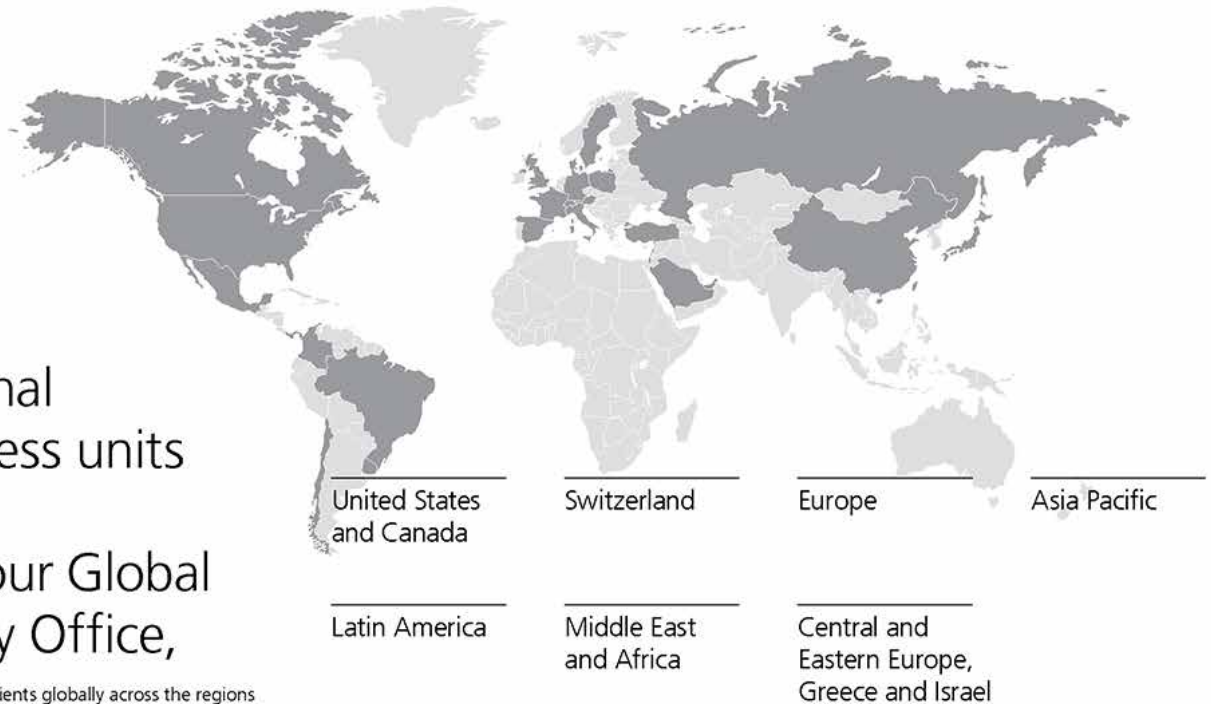 nal
ess units
our Global
y Office,
ients globally across the regions
United States
and Canada
Switzerland
Europe
Asia Pacific
Latin America
Middle East
and Africa
Central and
Eastern Europe,
Greece and Israel